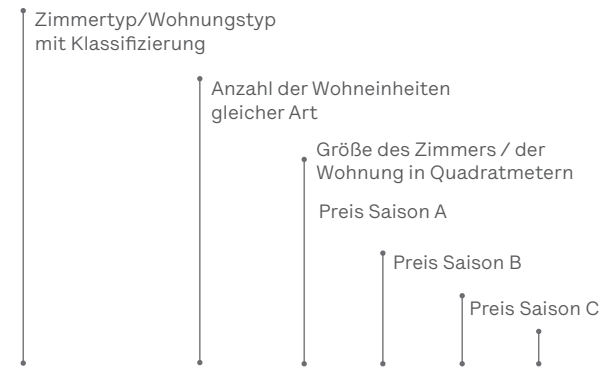 Zimmertyp/Wohnungstyp
mit Klassifizierung
Anzahl der Wohneinheiten
gleicher Art
Größe des Zimmers / der
Wohnung in Quadratmetern
Preis Saison A
Preis Saison B
Preis Saison C